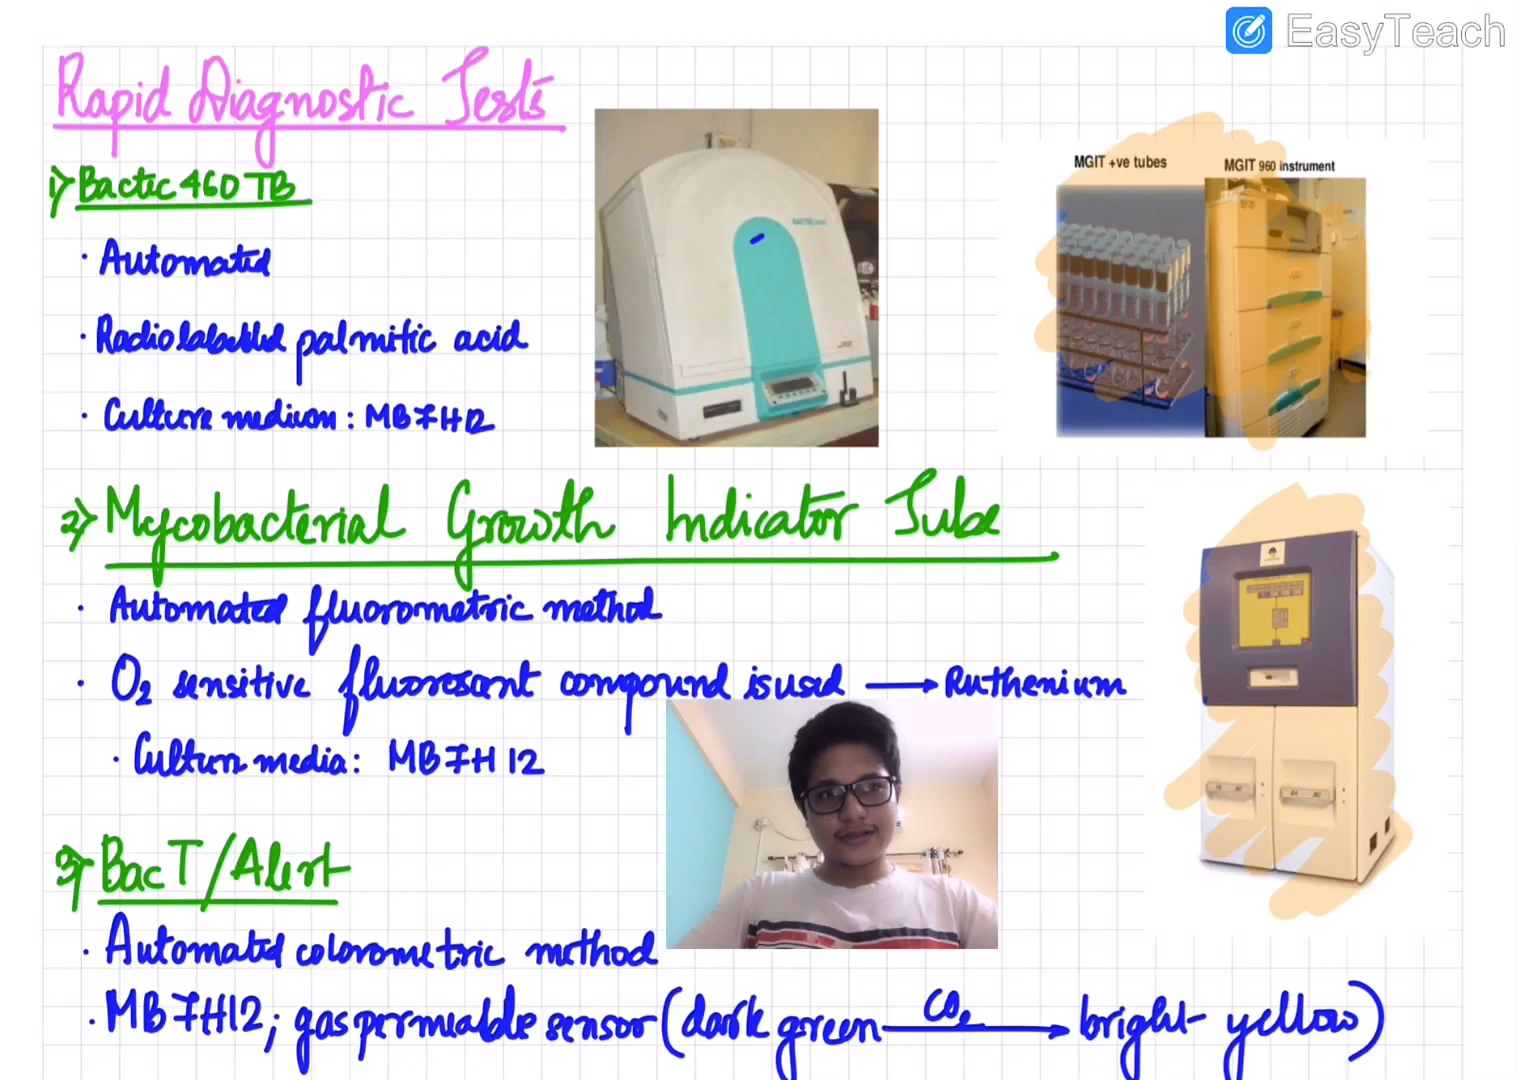 EasyTeach
Rapid Diagnostic Tests
1) Bactic 460 TB
· Automated
· Radiolabelled palmitic acid
· Culture medium: MB7H12
MGIT +ve tubes
MGIT 960 instrument
2) Mycobacterial Growth Indicator Tube
· Automated fluorometric method
· O2 sensitive fluoresant compound is used → Ruthenium
· Culture media: MB7H12
3) BacT/Alert
· Automated colorometric method
· MB7H12; gas permeable sensor (dark green CO2 → bright yellow)